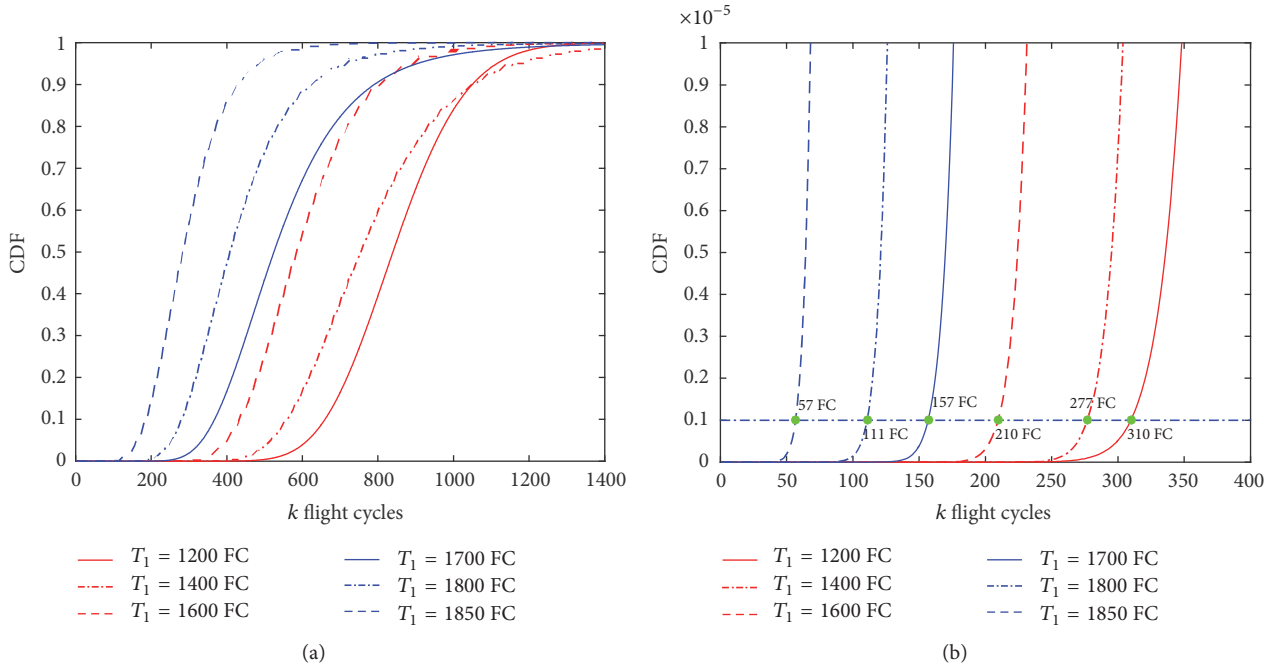 1
0.9
0.8
0.7
0.6
0.5
0.4
0.3
0.2
0.1
0
CDF
0 200 400 600 800 1000 1200 1400
k flight cycles
T1 = 1200 FC
T1 = 1400 FC
T1 = 1600 FC
T1 = 1700 FC
T1 = 1800 FC
T1 = 1850 FC
(a)
×10−5
1
0.9
0.8
0.7
0.6
0.5
0.4
0.3
0.2
0.1
0
CDF
57 FC
111 FC
157 FC
210 FC
277 FC
310 FC
0 50 100 150 200 250 300 350 400
k flight cycles
T1 = 1200 FC
T1 = 1400 FC
T1 = 1600 FC
T1 = 1700 FC
T1 = 1800 FC
T1 = 1850 FC
(b)